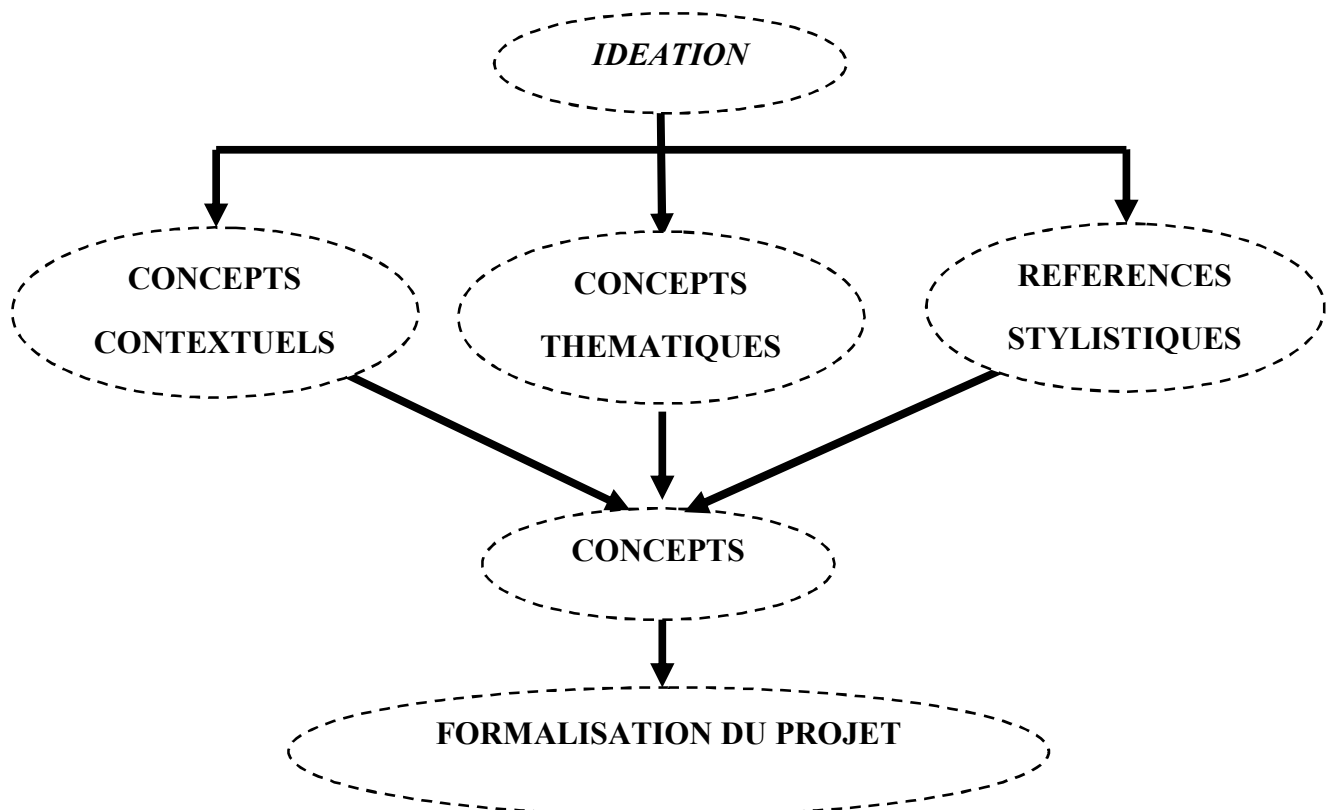 IDEATION
CONCEPTS
CONTEXTUELS
CONCEPTS
THEMATIQUES
REFERENCES
STYLISTIQUES
CONCEPTS
FORMALISATION DU PROJET